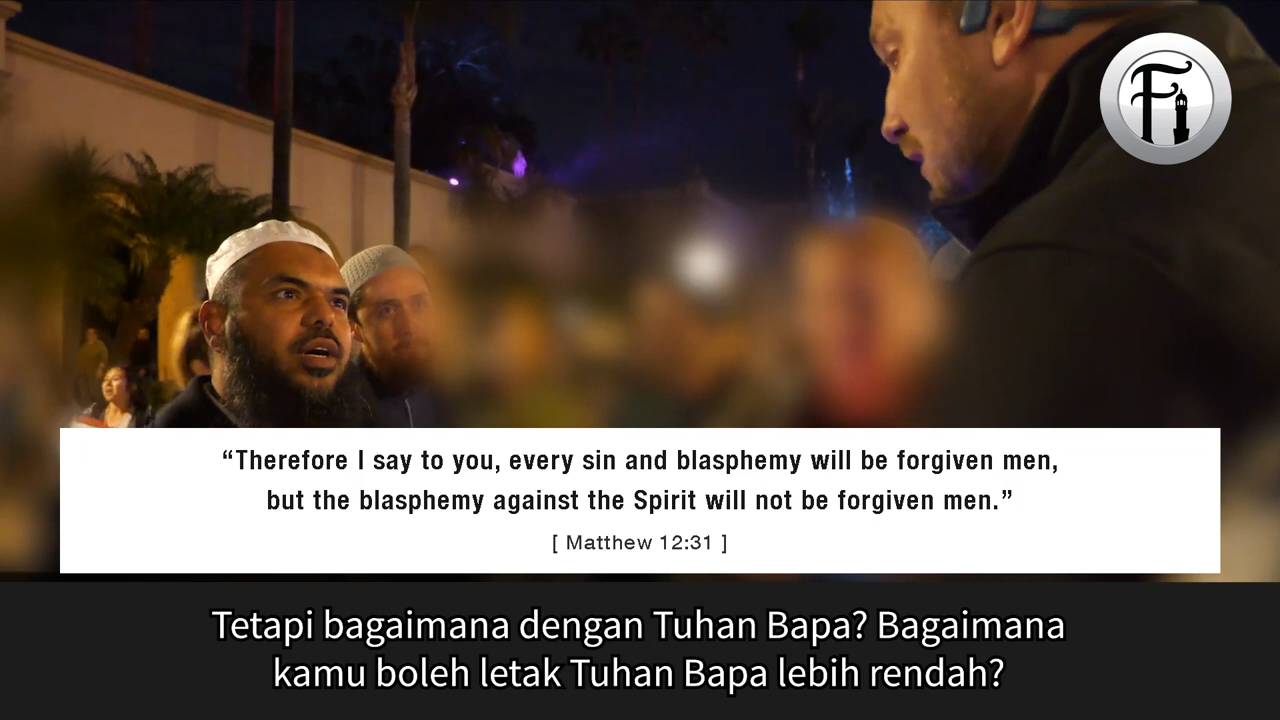 Fi
“Therefore I say to you, every sin and blasphemy will be forgiven men,
but the blasphemy against the Spirit will not be forgiven men.”
[ Matthew 12:31 ]
Tetapi bagaimana dengan Tuhan Bapa? Bagaimana
kamu boleh letak Tuhan Bapa lebih rendah?